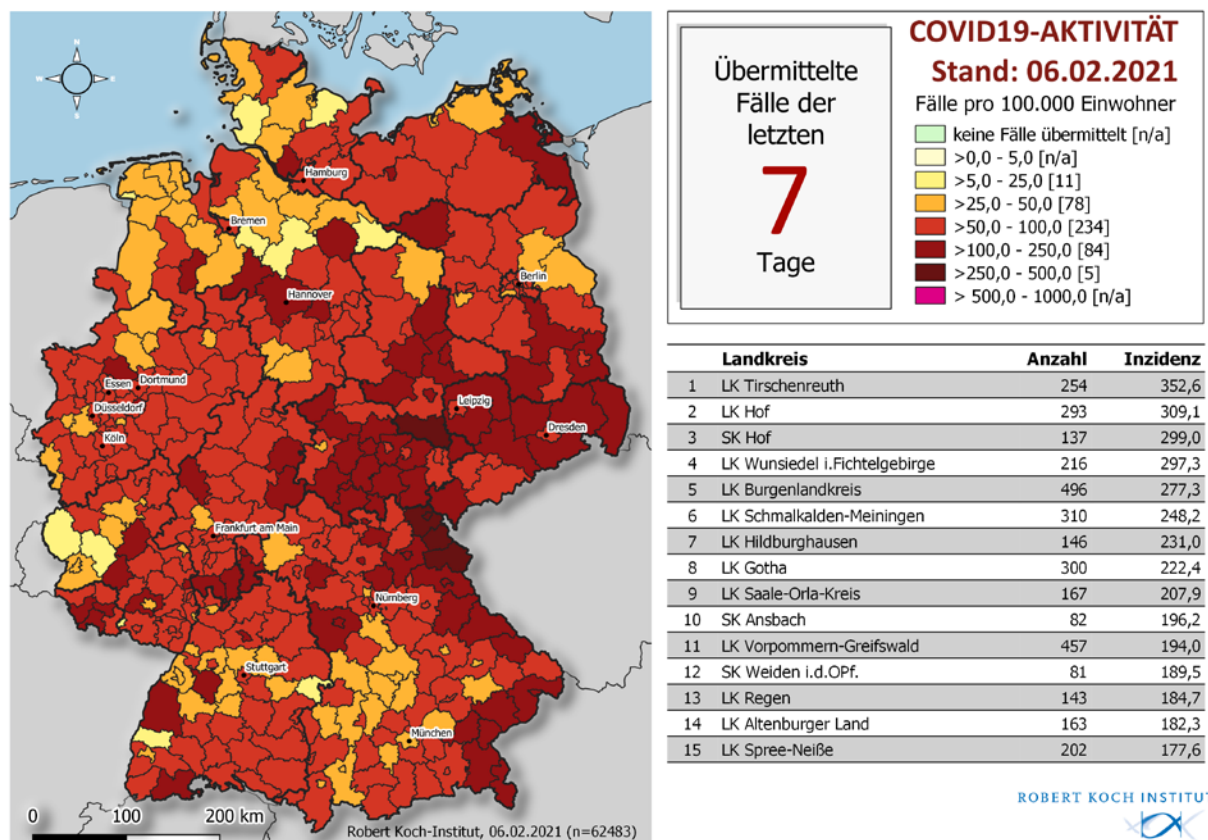 N
W
E
S
Hamburg
Bremen
Berlin
Hannover
Essen
Dortmund
Düsseldorf
Köln
Leipzig
Dresden
Frankfurt am Main
Nürnberg
Stuttgart
München
0 100 200 km
Robert Koch-Institut, 06.02.2021 (n=62483)
Übermittelte
Fälle der
letzten
7
Tage
COVID19-AKTIVITÄT
Stand: 06.02.2021
Fälle pro 100.000 Einwohner
keine Fälle übermittelt [n/a]
>0,0 - 5,0 [n/a]
>5,0 - 25,0 [11]
>25,0 - 50,0 [78]
>50,0 - 100,0 [234]
>100,0 - 250,0 [84]
>250,0 - 500,0 [5]
> 500,0 - 1000,0 [n/a]
Landkreis Anzahl Inzidenz
1 LK Tirschenreuth 254 352,6
2 LK Hof 293 309,1
3 SK Hof 137 299,0
4 LK Wunsiedel i.Fichtelgebirge 216 297,3
5 LK Burgenlandkreis 496 277,3
6 LK Schmalkalden-Meiningen 310 248,2
7 LK Hildburghausen 146 231,0
8 LK Gotha 300 222,4
9 LK Saale-Orla-Kreis 167 207,9
10 SK Ansbach 82 196,2
11 LK Vorpommern-Greifswald 457 194,0
12 SK Weiden i.d.OPf. 81 189,5
13 LK Regen 143 184,7
14 LK Altenburger Land 163 182,3
15 LK Spree-Neiße 202 177,6
ROBERT KOCH INSTITUT